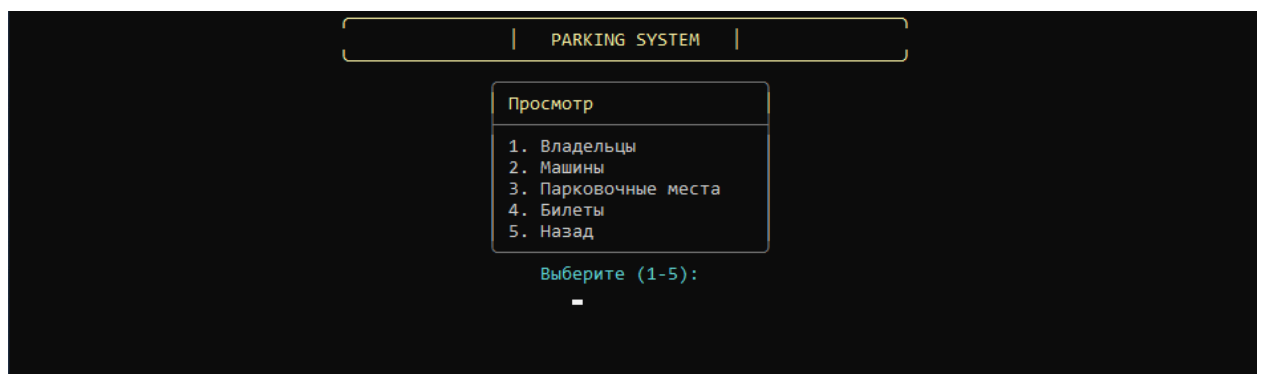 PARKING SYSTEM
Просмотр
1. Владельцы
2. Машины
3. Парковочные места
4. Билеты
5. Назад
Выберите (1-5):